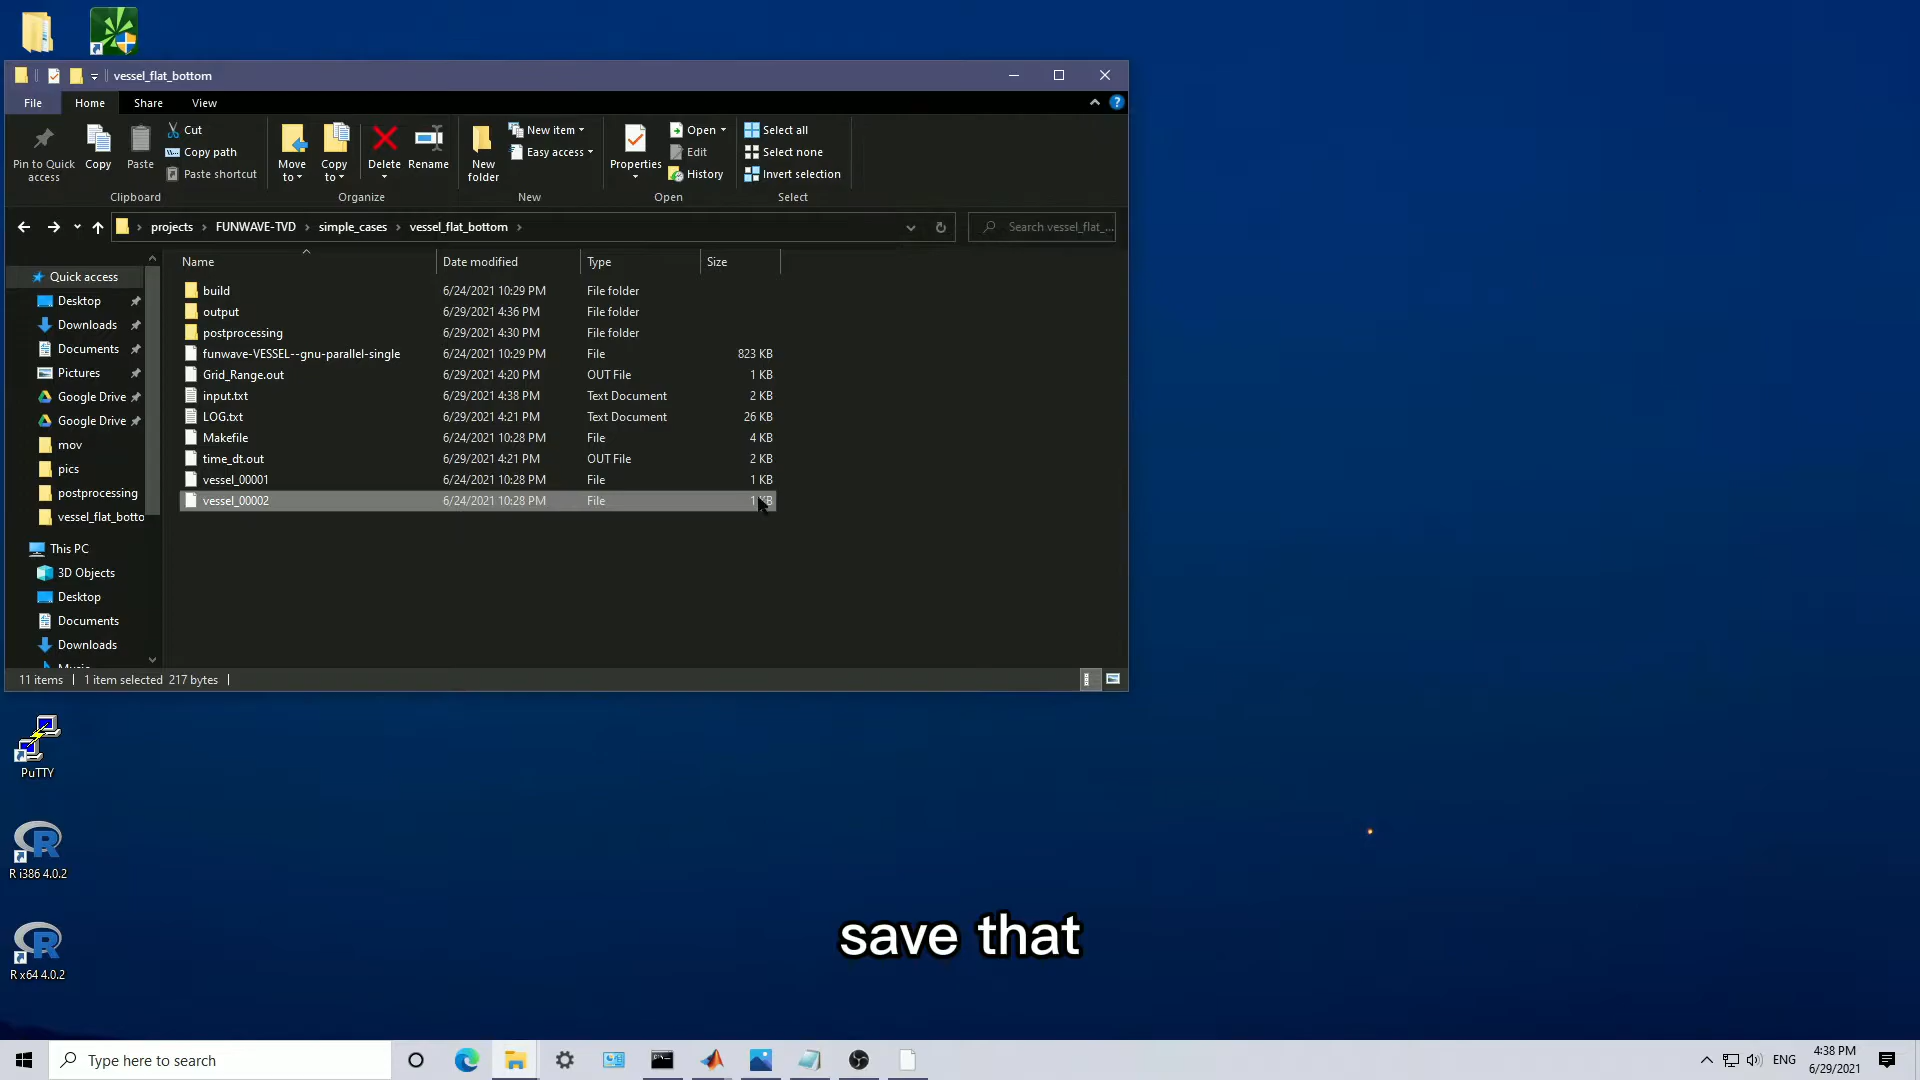 vessel_flat_bottom
File Home Share View
Pin to Quick access
Copy
Paste
Cut
Copy path
Paste shortcut
Clipboard
Move to
Copy to
Delete
Rename
Organize
New folder
New item
Easy access
New
Properties
Open
Edit
History
Open
Select all
Select none
Invert selection
Select
projects FUNWAVE-TVD simple_cases vessel_flat_bottom
Search vessel_flat_...
Name Date modified Type Size
build 6/24/2021 10:29 PM File folder
output 6/29/2021 4:36 PM File folder
postprocessing 6/29/2021 4:30 PM File folder
funwave-VESSEL--gnu-parallel-single 6/24/2021 10:29 PM File 823 KB
Grid_Range.out 6/29/2021 4:20 PM OUT File 1 KB
input.txt 6/29/2021 4:38 PM Text Document 2 KB
LOG.txt 6/29/2021 4:21 PM Text Document 26 KB
Makefile 6/24/2021 10:28 PM File 4 KB
time_dt.out 6/29/2021 4:21 PM OUT File 2 KB
vessel_00001 6/24/2021 10:28 PM File 1 KB
vessel_00002 6/24/2021 10:28 PM File 1 KB
Quick access
Desktop
Downloads
Documents
Pictures
Google Drive
Google Drive
mov
pics
postprocessing
vessel_flat_botto
This PC
3D Objects
Desktop
Documents
Downloads
Music
11 items 1 item selected 217 bytes
PuTTY
R i386 4.0.2
R x64 4.0.2
save that
Type here to search
ENG
4:38 PM
6/29/2021